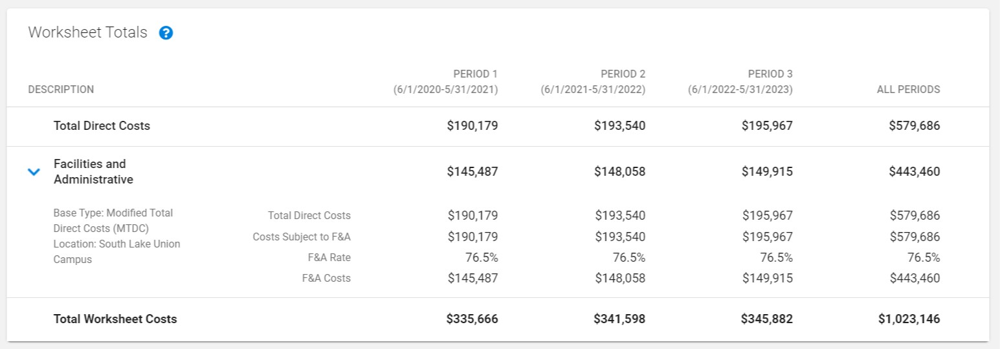 Worksheet Totals ?
DESCRIPTION PERIOD 1 (6/1/2020-5/31/2021) PERIOD 2 (6/1/2021-5/31/2022) PERIOD 3 (6/1/2022-5/31/2023) ALL PERIODS
Total Direct Costs $190,179 $193,540 $195,967 $579,686
Facilities and
Administrative $145,487 $148,058 $149,915 $443,460
Base Type: Modified Total
Direct Costs (MTDC)
Location: South Lake Union
Campus
Total Direct Costs $190,179 $193,540 $195,967 $579,686
Costs Subject to F&A $190,179 $193,540 $195,967 $579,686
F&A Rate 76.5% 76.5% 76.5% 76.5%
F&A Costs $145,487 $148,058 $149,915 $443,460
Total Worksheet Costs $335,666 $341,598 $345,882 $1,023,146